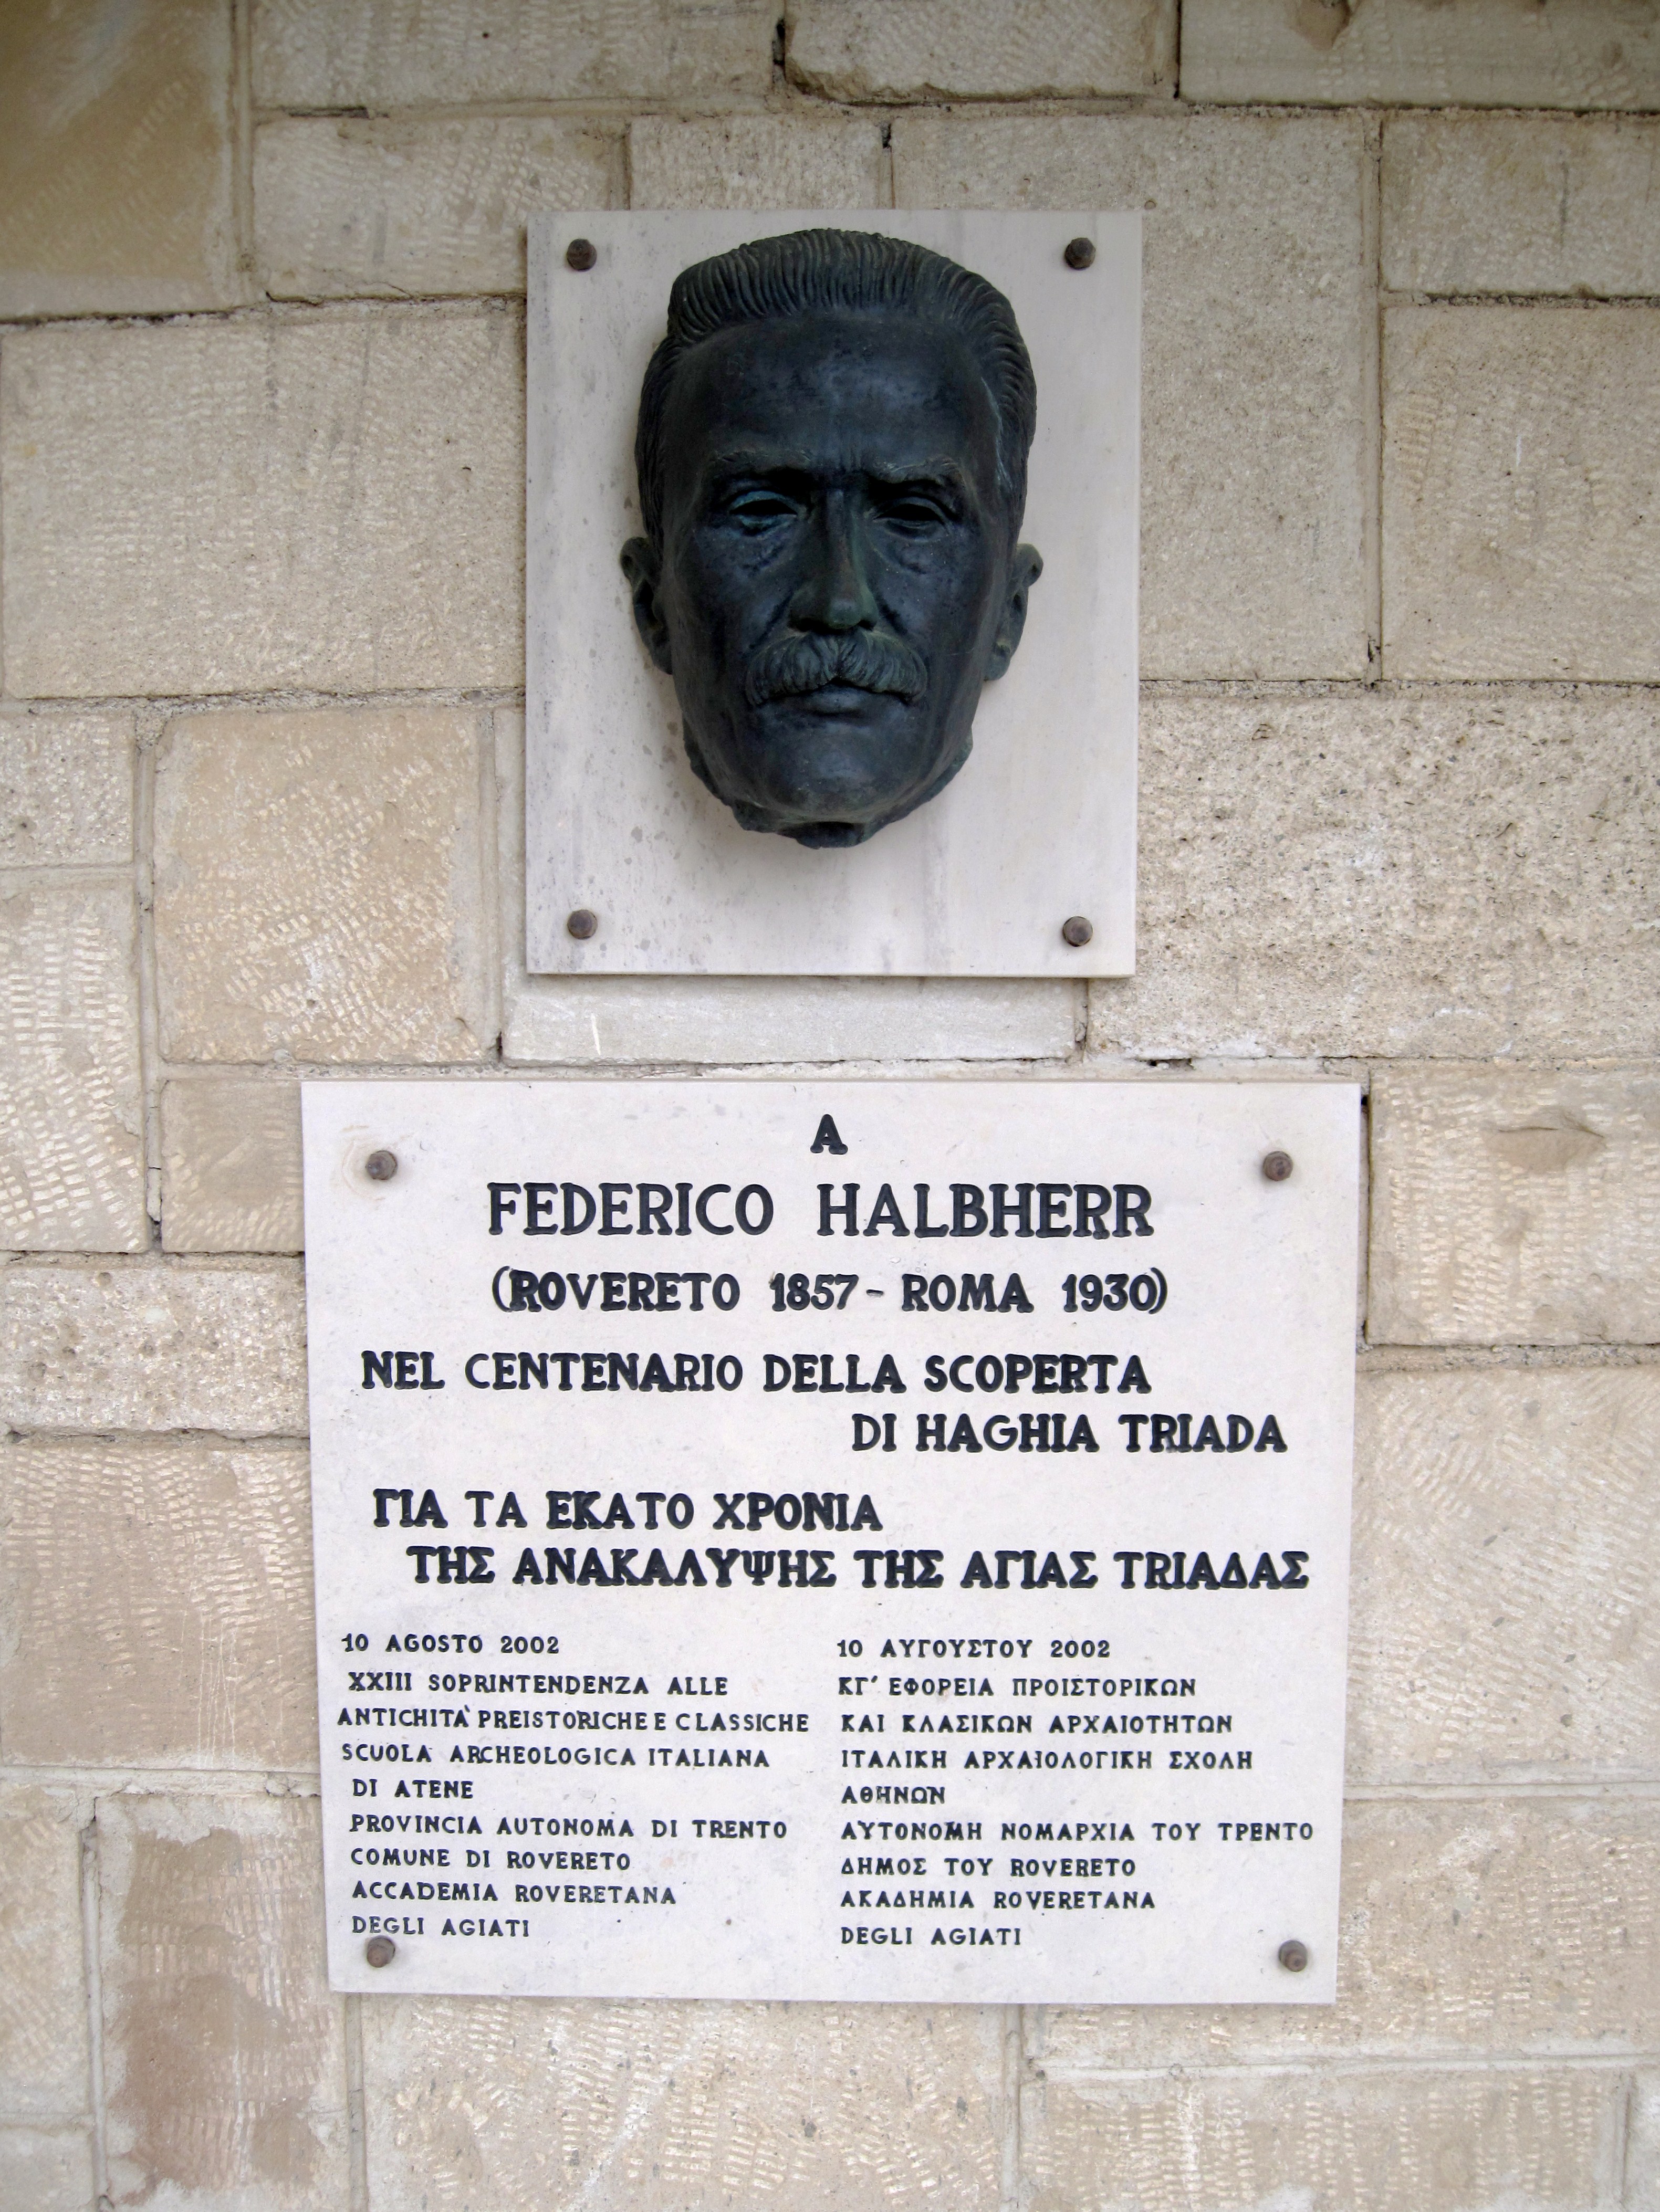 A
FEDERICO HALBHERR
(ROVERETO 1857 - ROMA 1930)
NEL CENTENARIO DELLA SCOPERTA
DI HAGHIA TRIADA
ΓΙΑ ΤΑ ΕΚΑΤΟ ΧΡΟΝΙΑ
ΤΗΣ ΑΝΑΚΑΛΥΨΗΣ ΤΗΣ ΑΓΙΑΣ ΤRΙΑΔΑΣ
10 AGOSTO 2002
XXIII SOPRINTENDENZA ALLE
ANTICHITA' PREISTORICHE E CLASSICHE
SCUOLA ARCHEOLOGICA ITALIANA
DI ATENE
PROVINCIA AUTONOMA DI TRENTO
COMUNE DI ROVERETO
ACCADEMIA ROVERETANA
DEGLI AGIATI
10 ΑΥΓΟΥΣΤΟΥ 2002
ΚΓ' ΕΦΟΡΕΙΑ ΠΡΟΙΣΤΟΡΙΚΩΝ
ΚΑΙ ΚΛΑΣΙΚΩΝ ΑΡΧΑΙΟΤΗΤΩΝ
ΙΤΑΛΙΚΗ ΑΡΧΑΙΟΛΟΓΙΚΗ ΣΧΟΛΗ
ΑΘΗΝΩΝ
ΑΥΤΟΝΟΜΗ ΝΟΜΑΡΧΙΑ ΤΟΥ ΤΡΕΝΤΟ
ΔΗΜΟΣ ΤΟΥ ROVERETO
ΑΚΑΔΗΜΙΑ ROVERETANA
DEGLI AGIATI